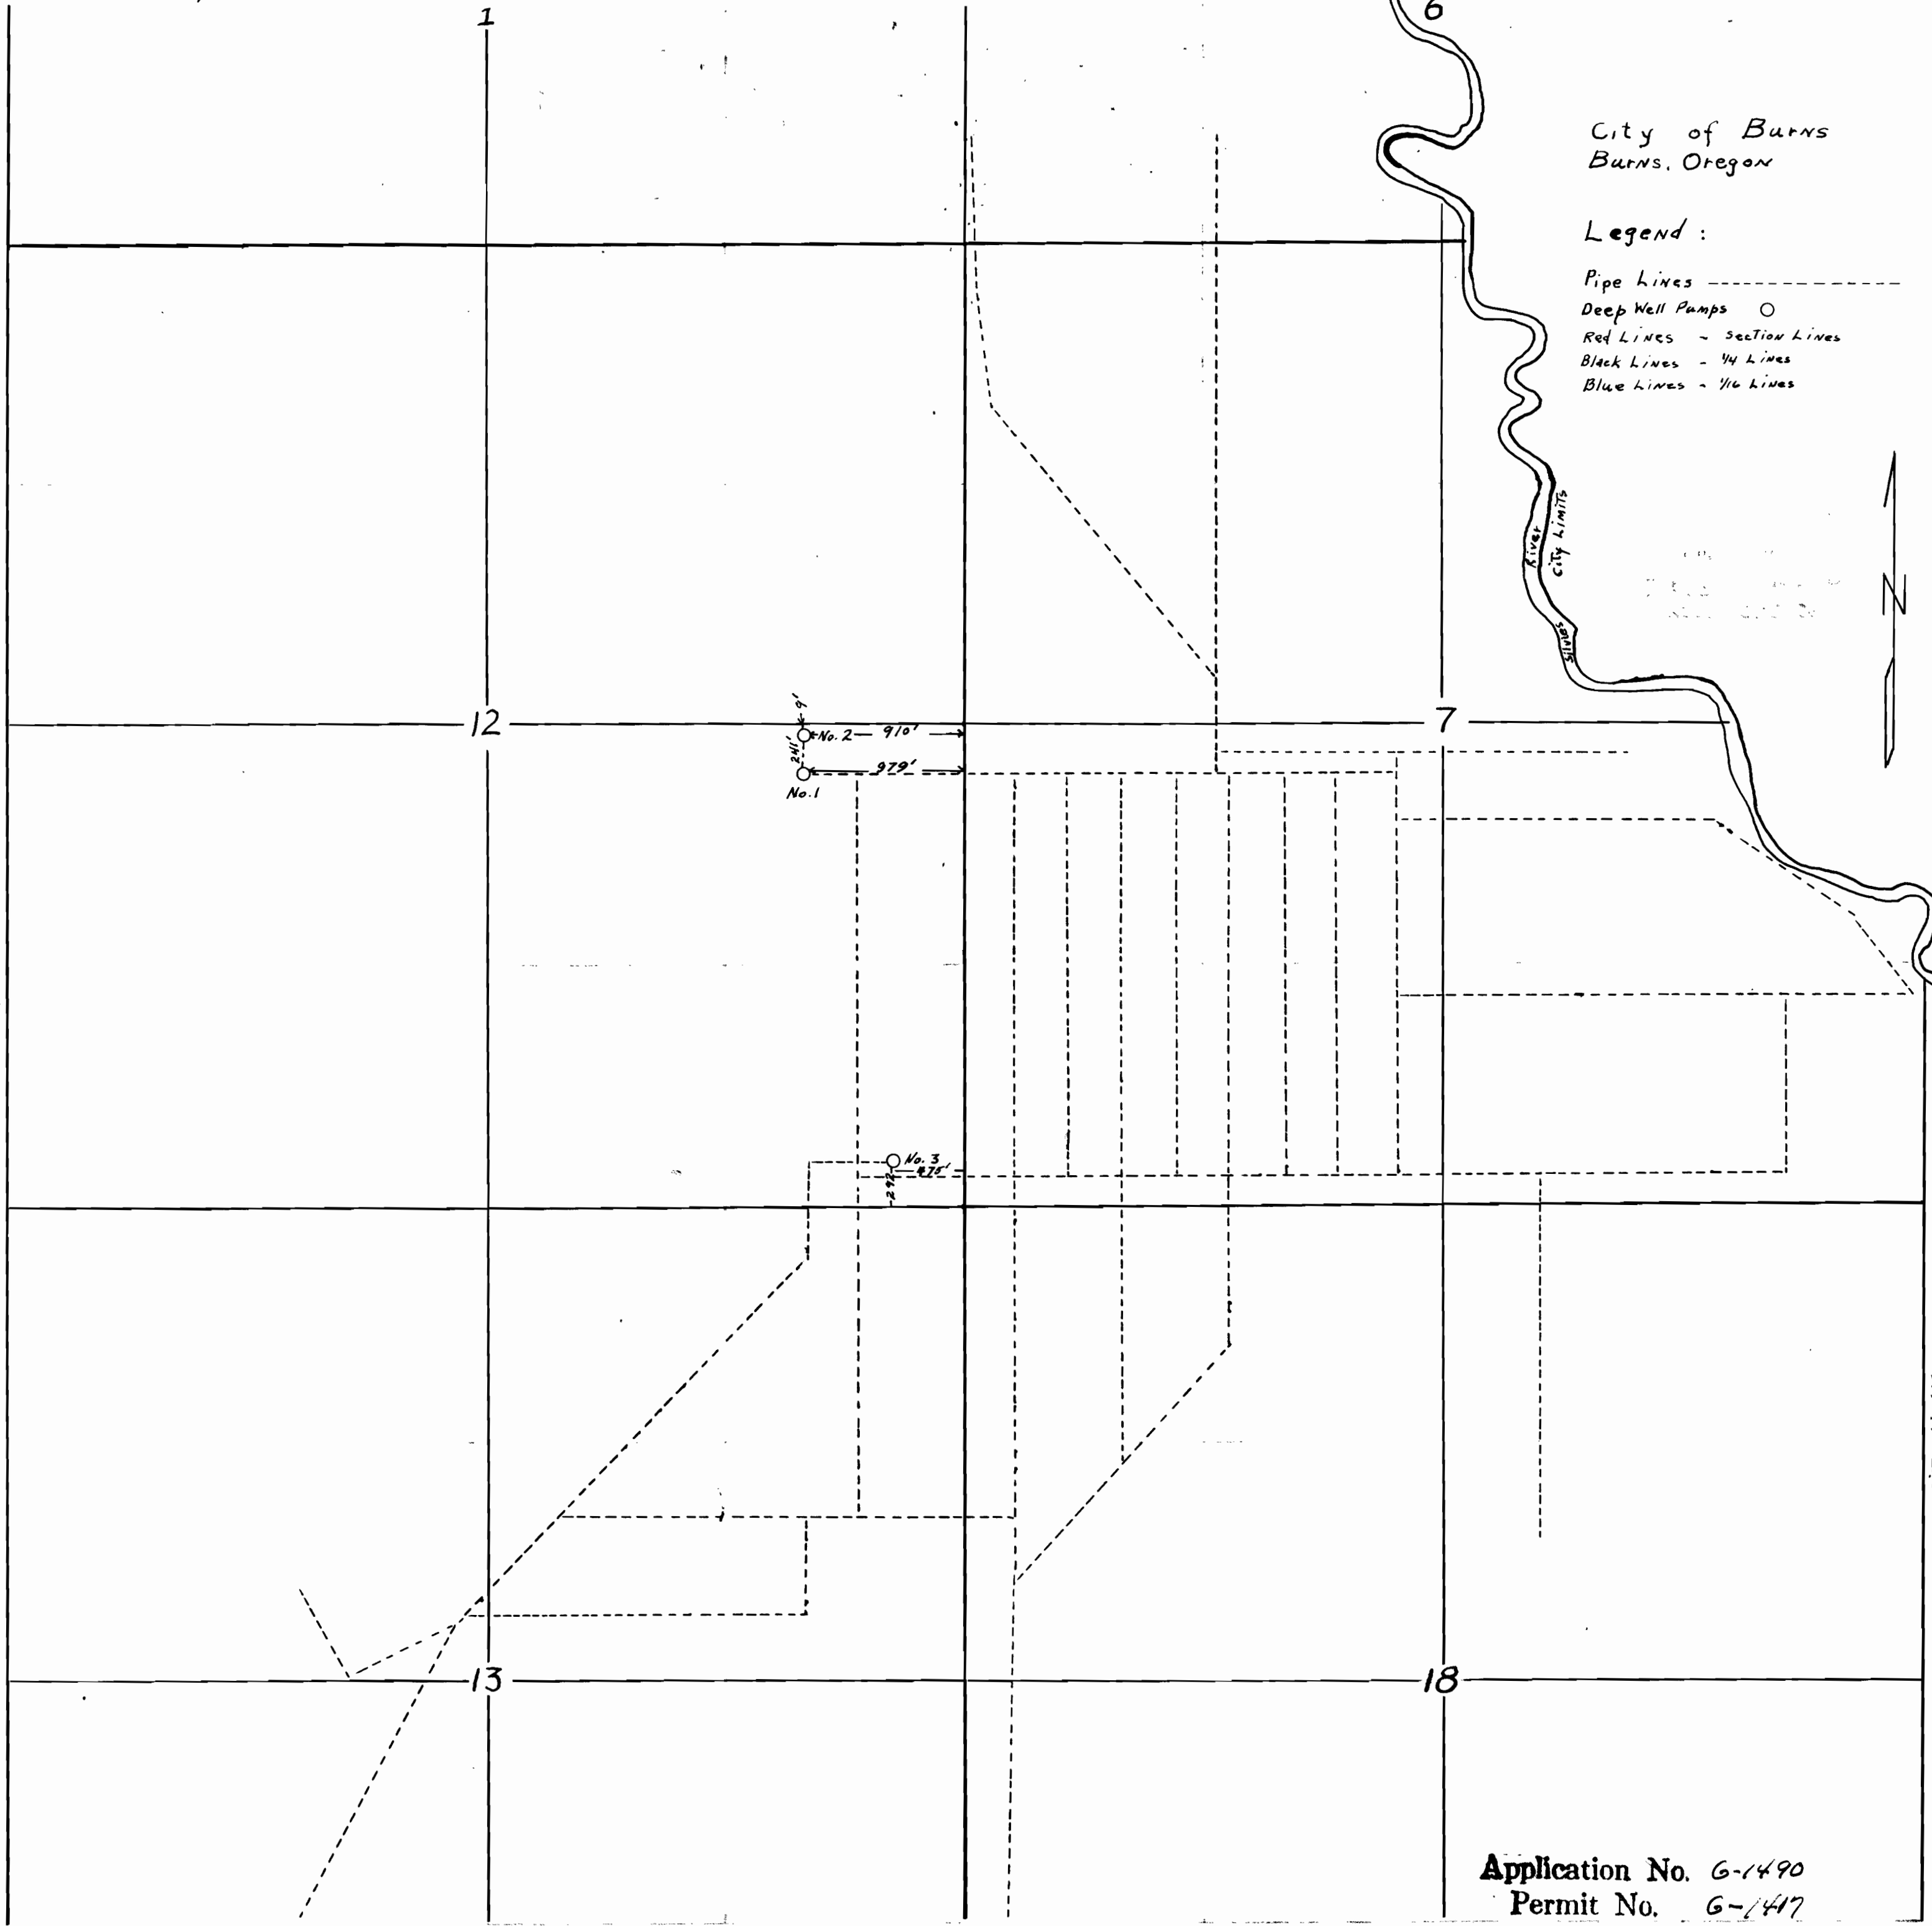 1
6
City of Burns
Burns, Oregon
Legend :
Pipe Lines
Deep Well Pumps
Red Lines - Section Lines
Black Lines - 1/4 Lines
Blue Lines - 1/16 Lines
River
City Limits
Silvies
N
9'
12
7
No. 2 910'
241'
979'
No. 1
No. 3
475'
292'
13
18
Application No. G-1490
Permit No. G-1417